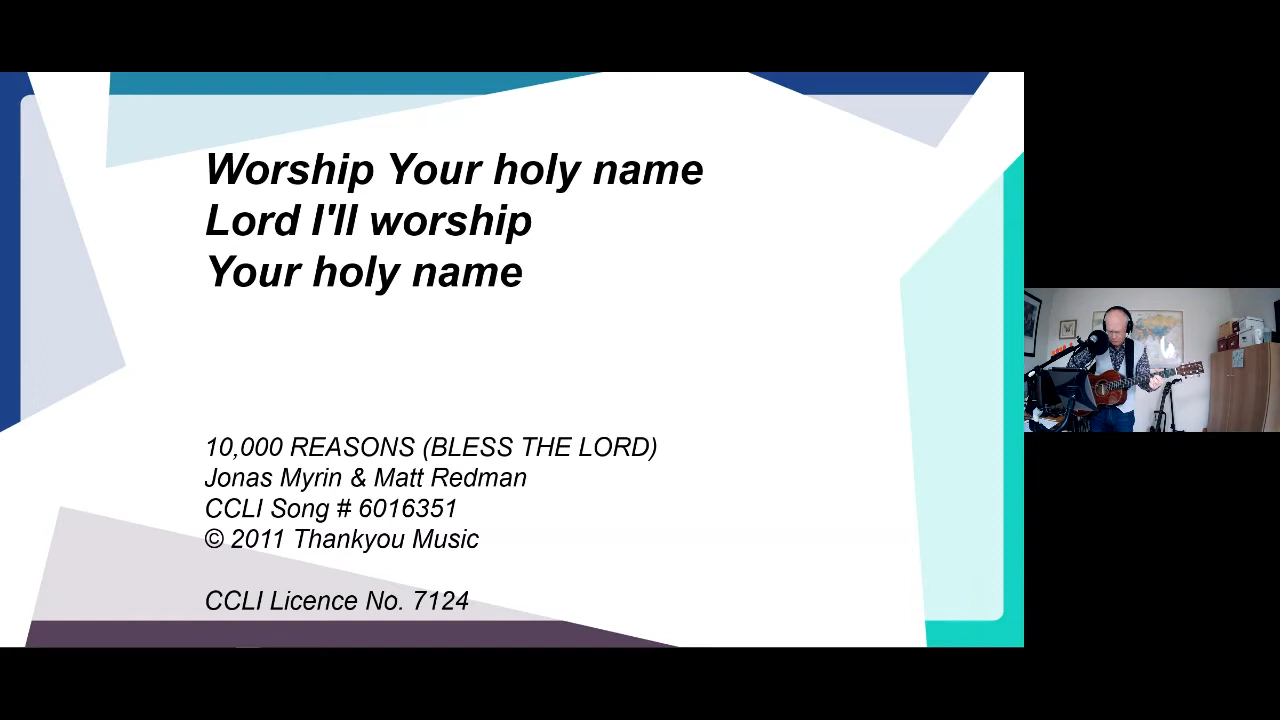 Worship Your holy name
Lord I'll worship
Your holy name
10,000 REASONS (BLESS THE LORD)
Jonas Myrin & Matt Redman
CCLI Song # 6016351
© 2011 Thankyou Music
CCLI Licence No. 7124